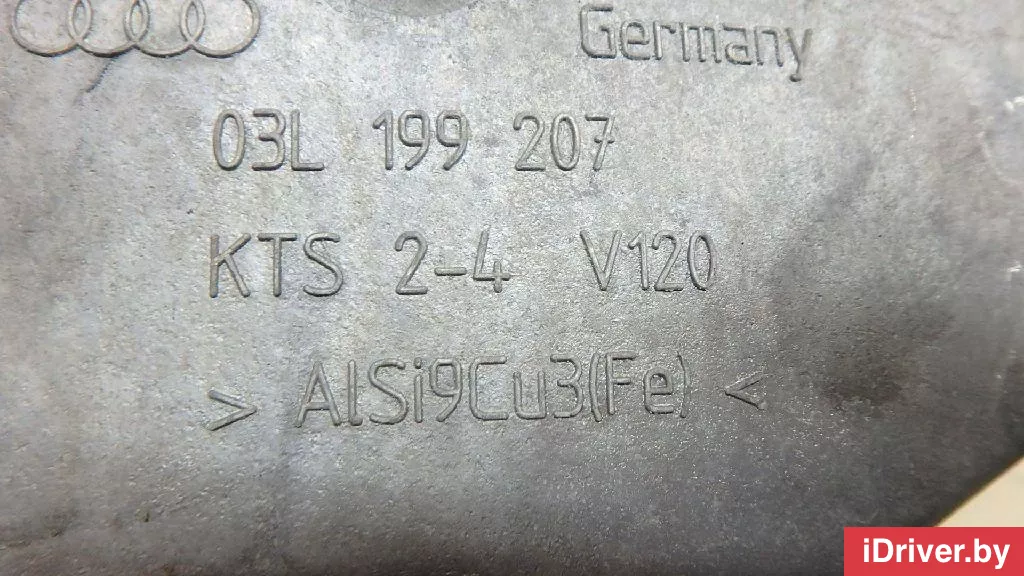 Germany
03L 199 207
KTS 2-4 V120
> AlSi9Cu3(Fe) <
iDriver.by